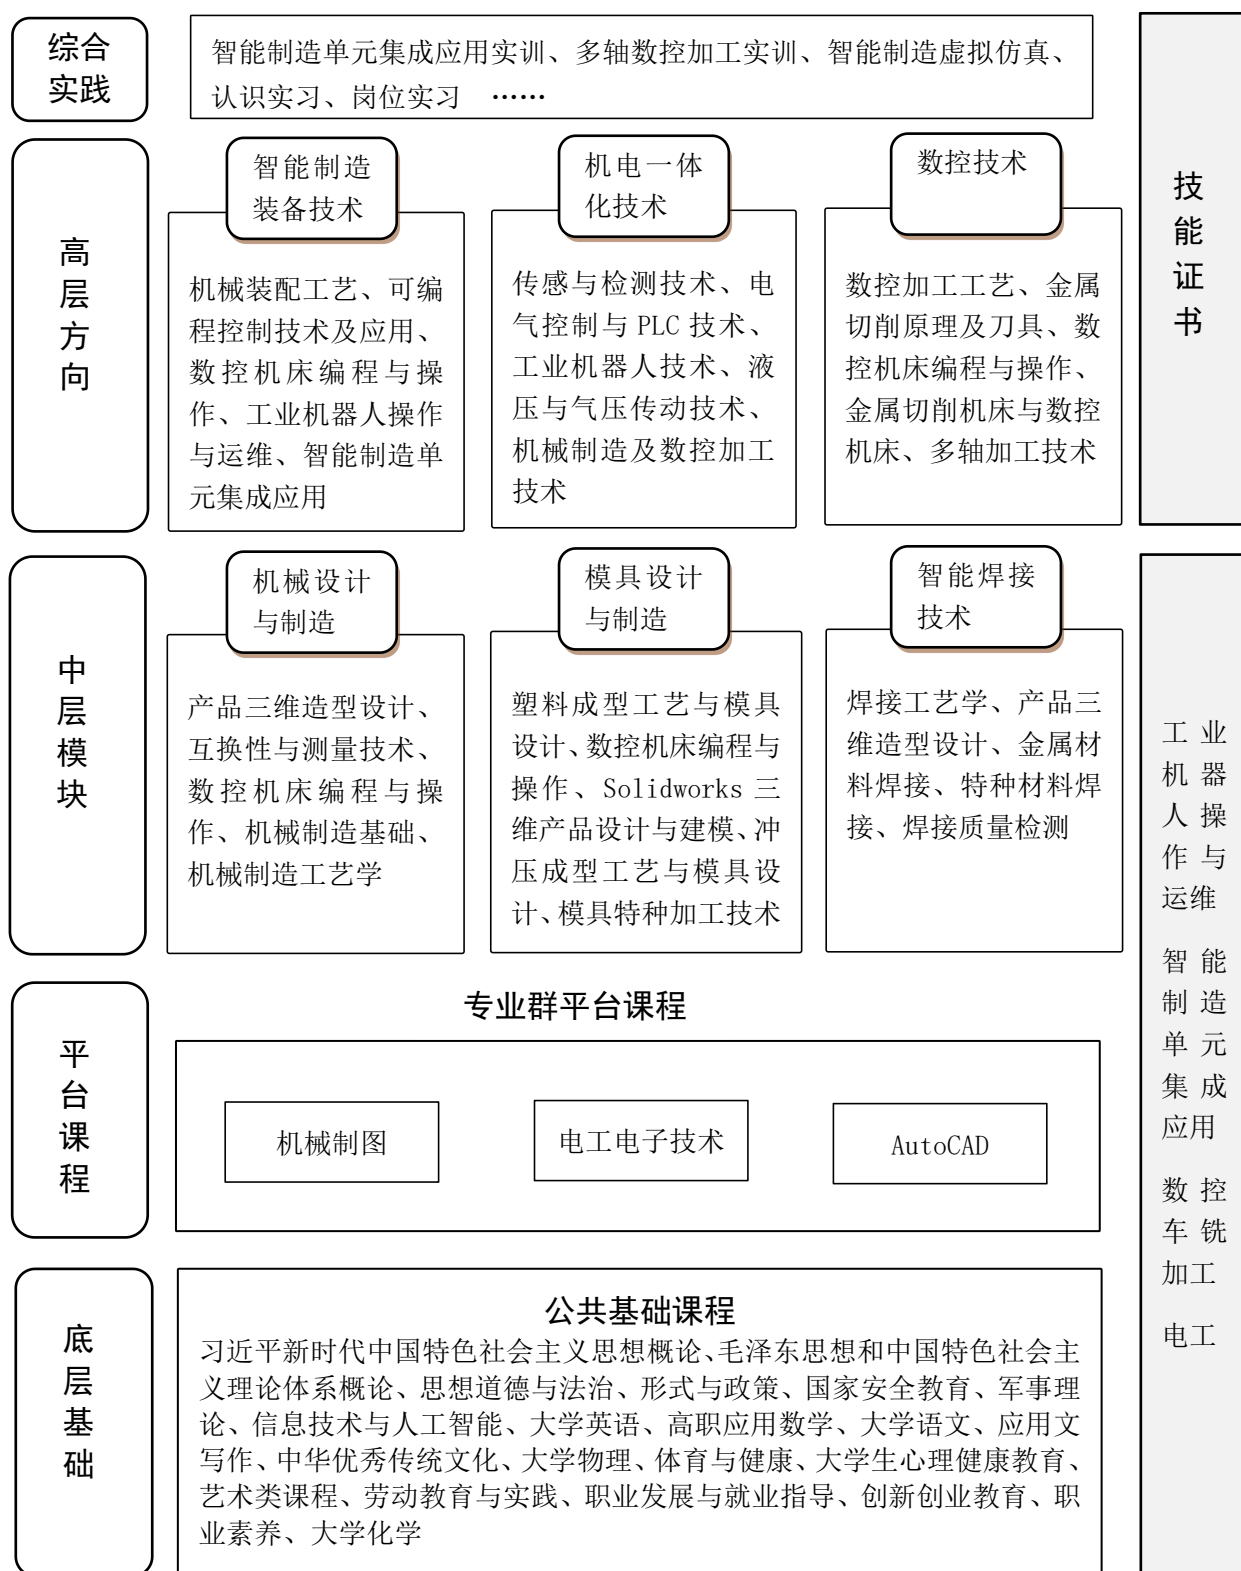 综合
实践
智能制造单元集成应用实训、多轴数控加工实训、智能制造虚拟仿真、
认识实习、岗位实习 ……
技
能
证
书
高
层
方
向
智能制造
装备技术
机械装配工艺、可编
程控制技术及应用、
数控机床编程与操
作、工业机器人操作
与运维、智能制造单
元集成应用
机电一体
化技术
传感与检测技术、电
气控制与 PLC 技术、
工业机器人技术、液
压与气压传动技术、
机械制造及数控加工
技术
数控技术
数控加工工艺、金属
切削原理及刀具、数
控机床编程与操作、
金属切削机床与数控
机床、多轴加工技术
中
层
模
块
机械设计
与制造
产品三维造型设计、
互换性与测量技术、
数控机床编程与操
作、机械制造基础、
机械制造工艺学
模具设计
与制造
塑料成型工艺与模具
设计、数控机床编程与
操作、Solidworks 三
维产品设计与建模、冲
压成型工艺与模具设
计、模具特种加工技术
智能焊接
技术
焊接工艺学、产品三
维造型设计、金属材
料焊接、特种材料焊
接、焊接质量检测
工业
机器
人操
作与
运维
智能
制造
单元
集成
应用
数控
车铣
加工
电工
平
台
课
程
专业群平台课程
机械制图
电工电子技术
AutoCAD
底
层
基
础
公共基础课程
习近平新时代中国特色社会主义思想概论、毛泽东思想和中国特色社会主
义理论体系概论、思想道德与法治、形式与政策、国家安全教育、军事理
论、信息技术与人工智能、大学英语、高职应用数学、大学语文、应用文
写作、中华优秀传统文化、大学物理、体育与健康、大学生心理健康教育、
艺术类课程、劳动教育与实践、职业发展与就业指导、创新创业教育、职
业素养、大学化学